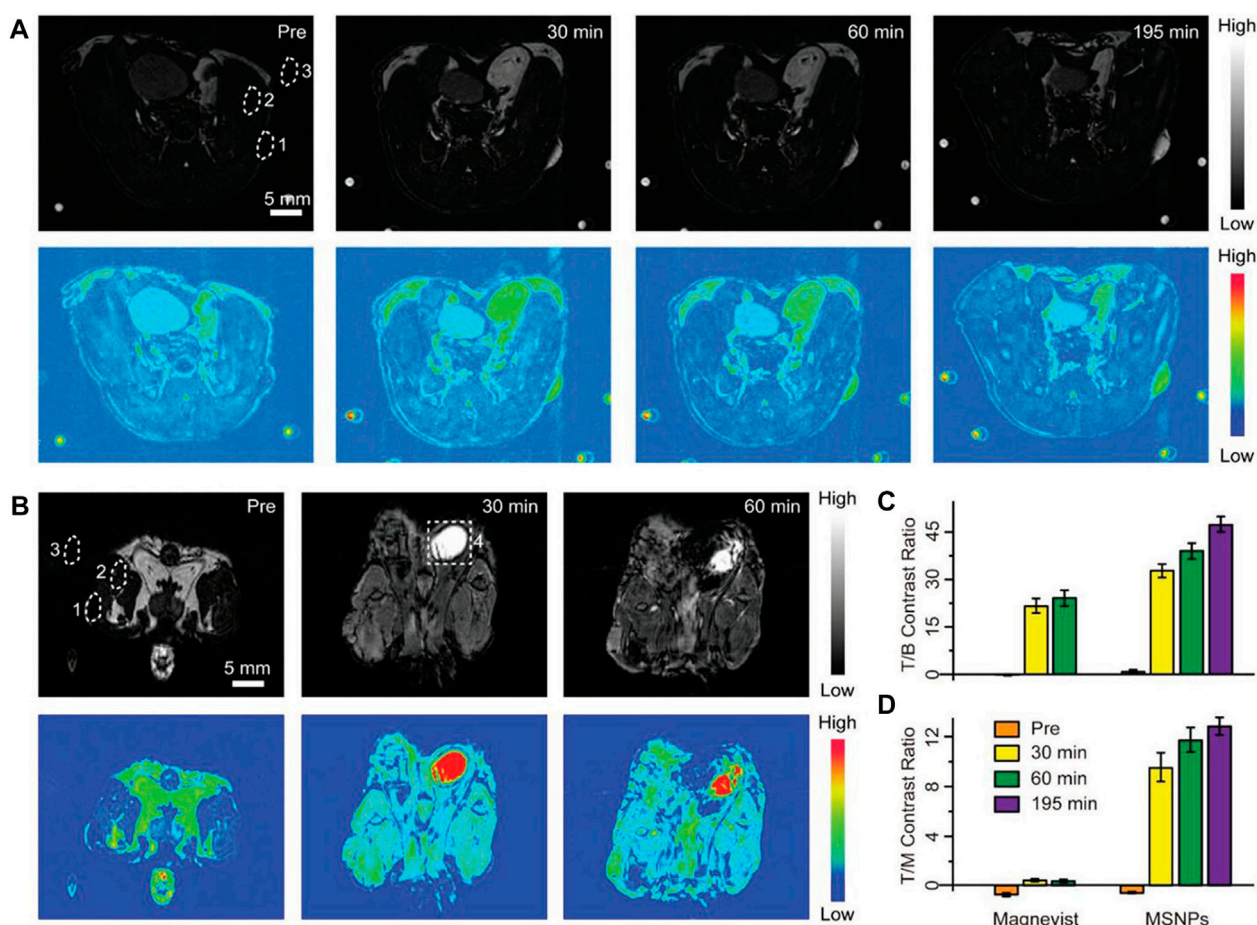 A
Pre
30 min
60 min
195 min
High
3
2
1
5 mm
Low
High
Low
B
Pre
30 min
60 min
High
3
2
1
4
5 mm
Low
High
Low
C
T/B Contrast Ratio
45
30
15
0
D
T/M Contrast Ratio
12
8
4
0
Pre
30 min
60 min
195 min
Magnevist
MSNPs